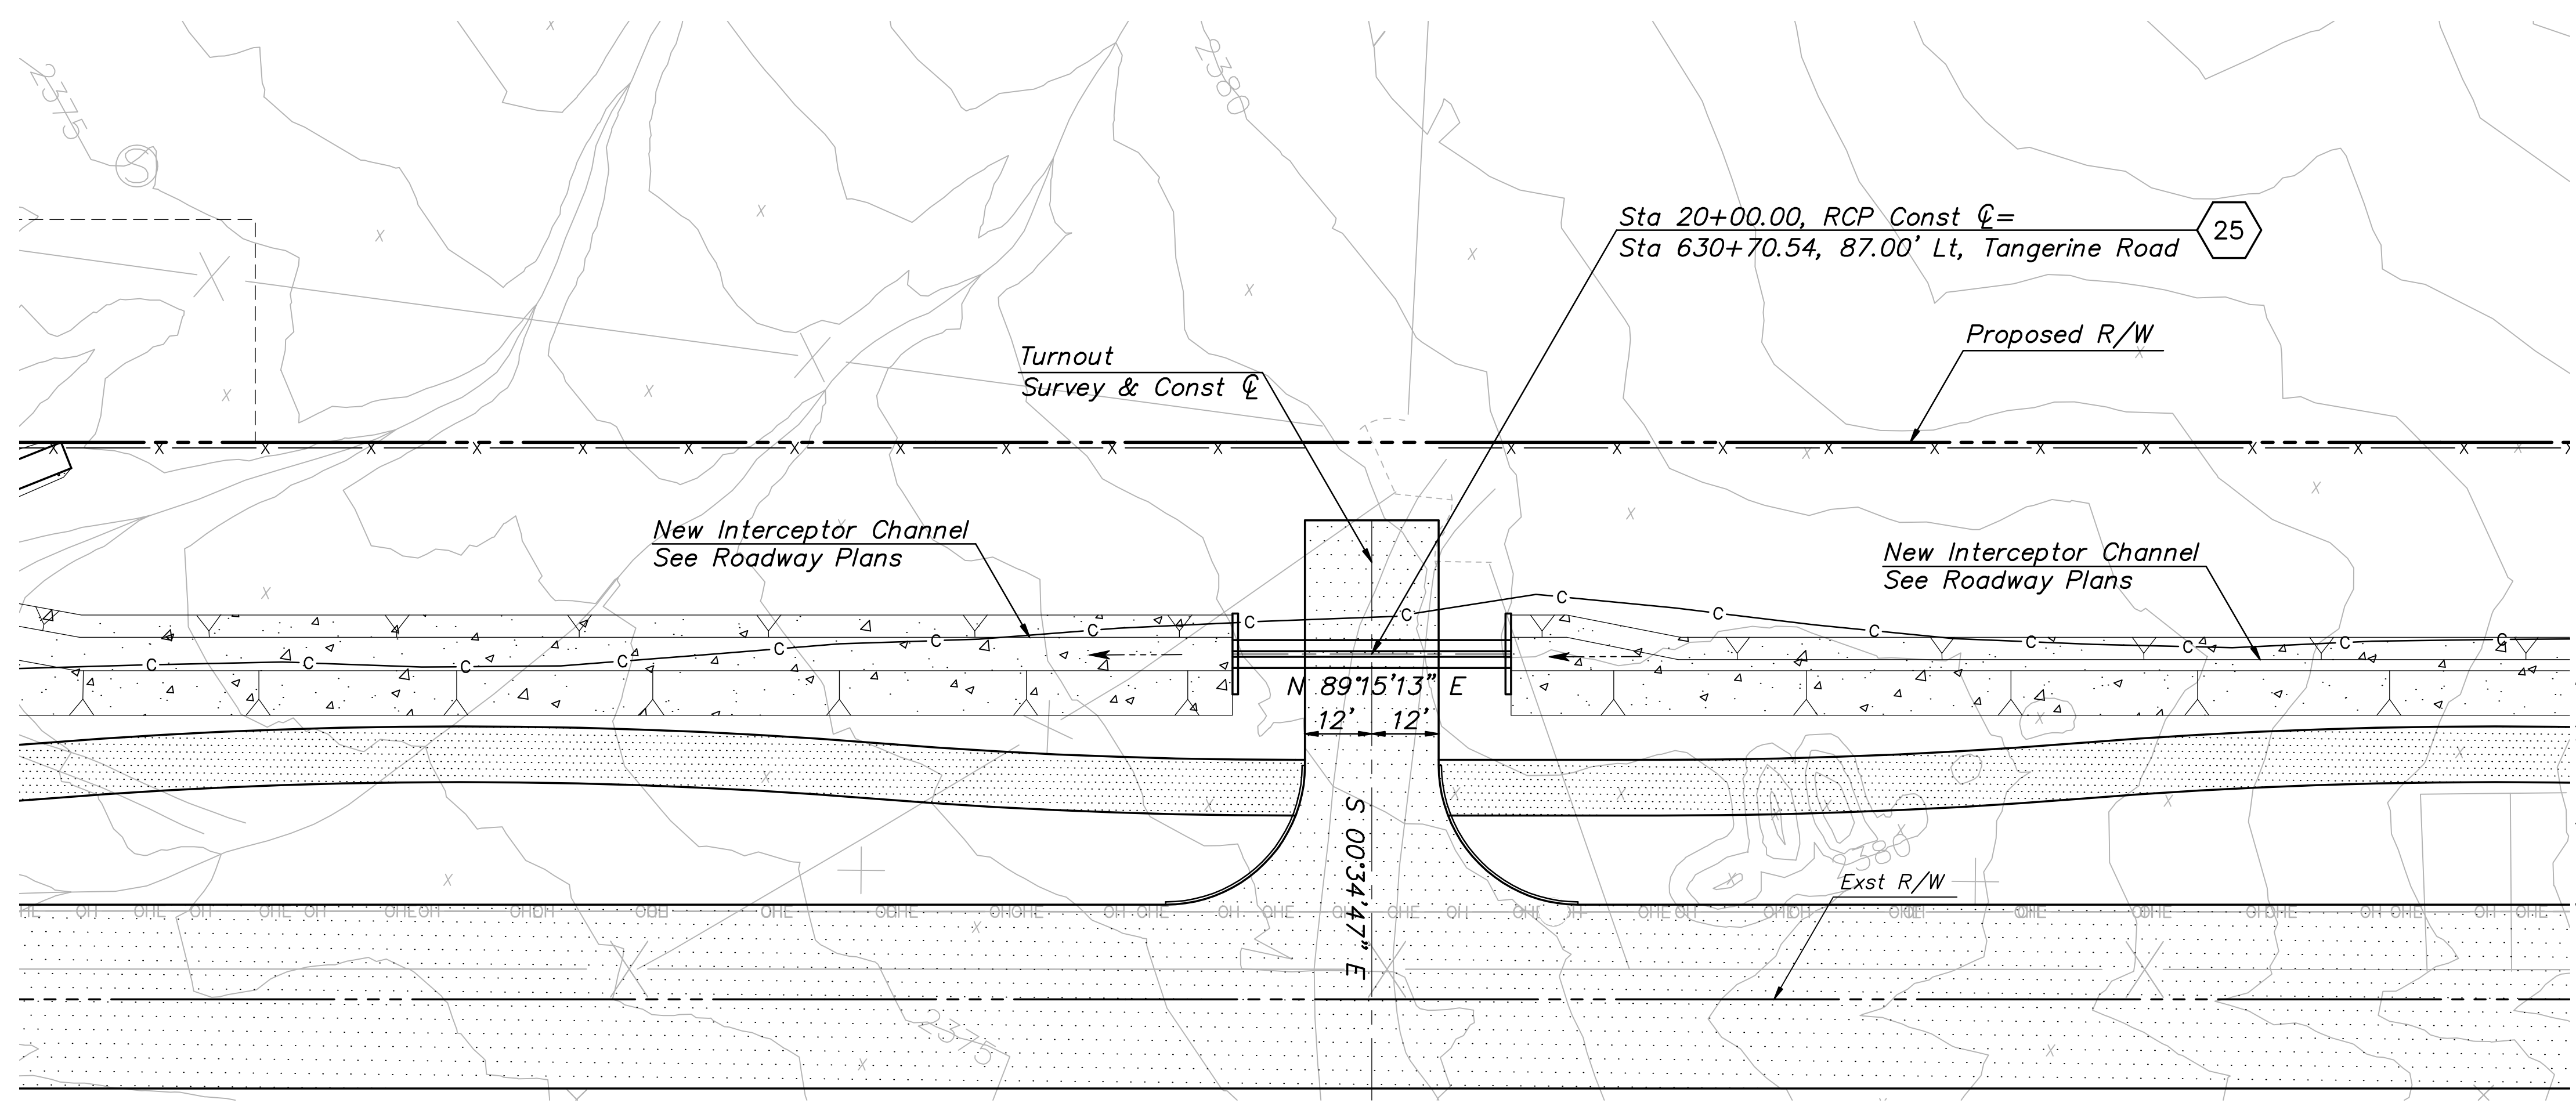 2375
2380
Sta 20+00.00, RCP Const ℄=
Sta 630+70.54, 87.00' Lt, Tangerine Road
25
Proposed R/W
Turnout
Survey & Const ℄
New Interceptor Channel
See Roadway Plans
New Interceptor Channel
See Roadway Plans
N 89°15'13" E
12' 12'
S 00°34'47" E
2380
Exst R/W
2375